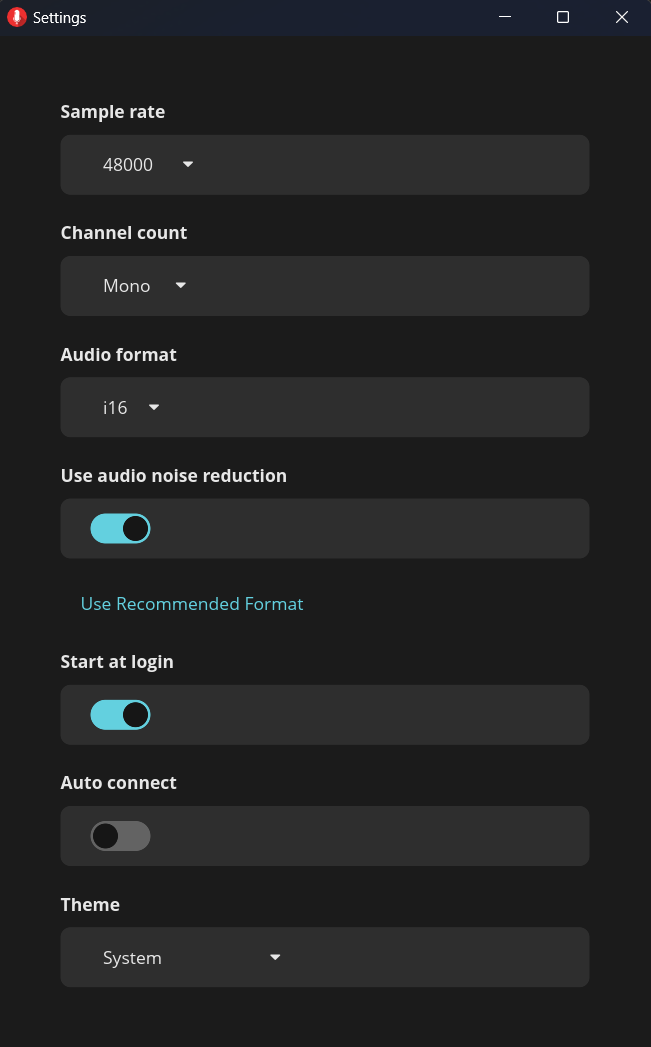 Settings
Sample rate
48000
Channel count
Mono
Audio format
i16
Use audio noise reduction
Use Recommended Format
Start at login
Auto connect
Theme
System